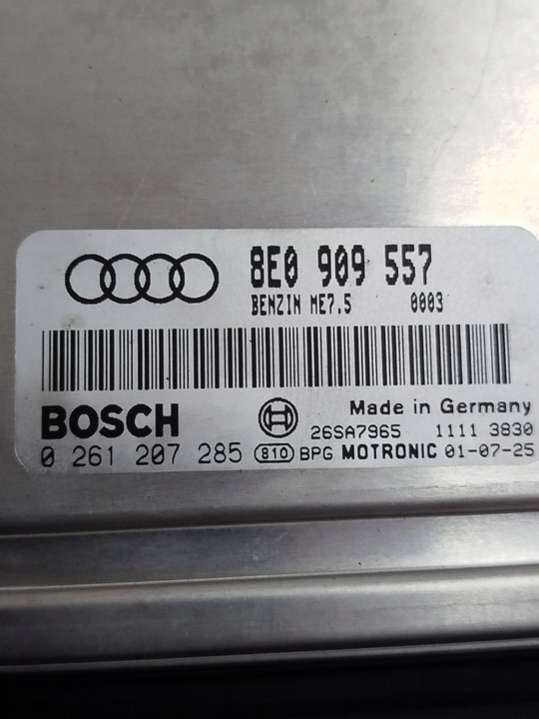 8E0 909 557
BENZIN ME7.5 0003
BOSCH
Made in Germany
26SA7965 1111 3830
0 261 207 285 810 BPG MOTRONIC 01-07-25